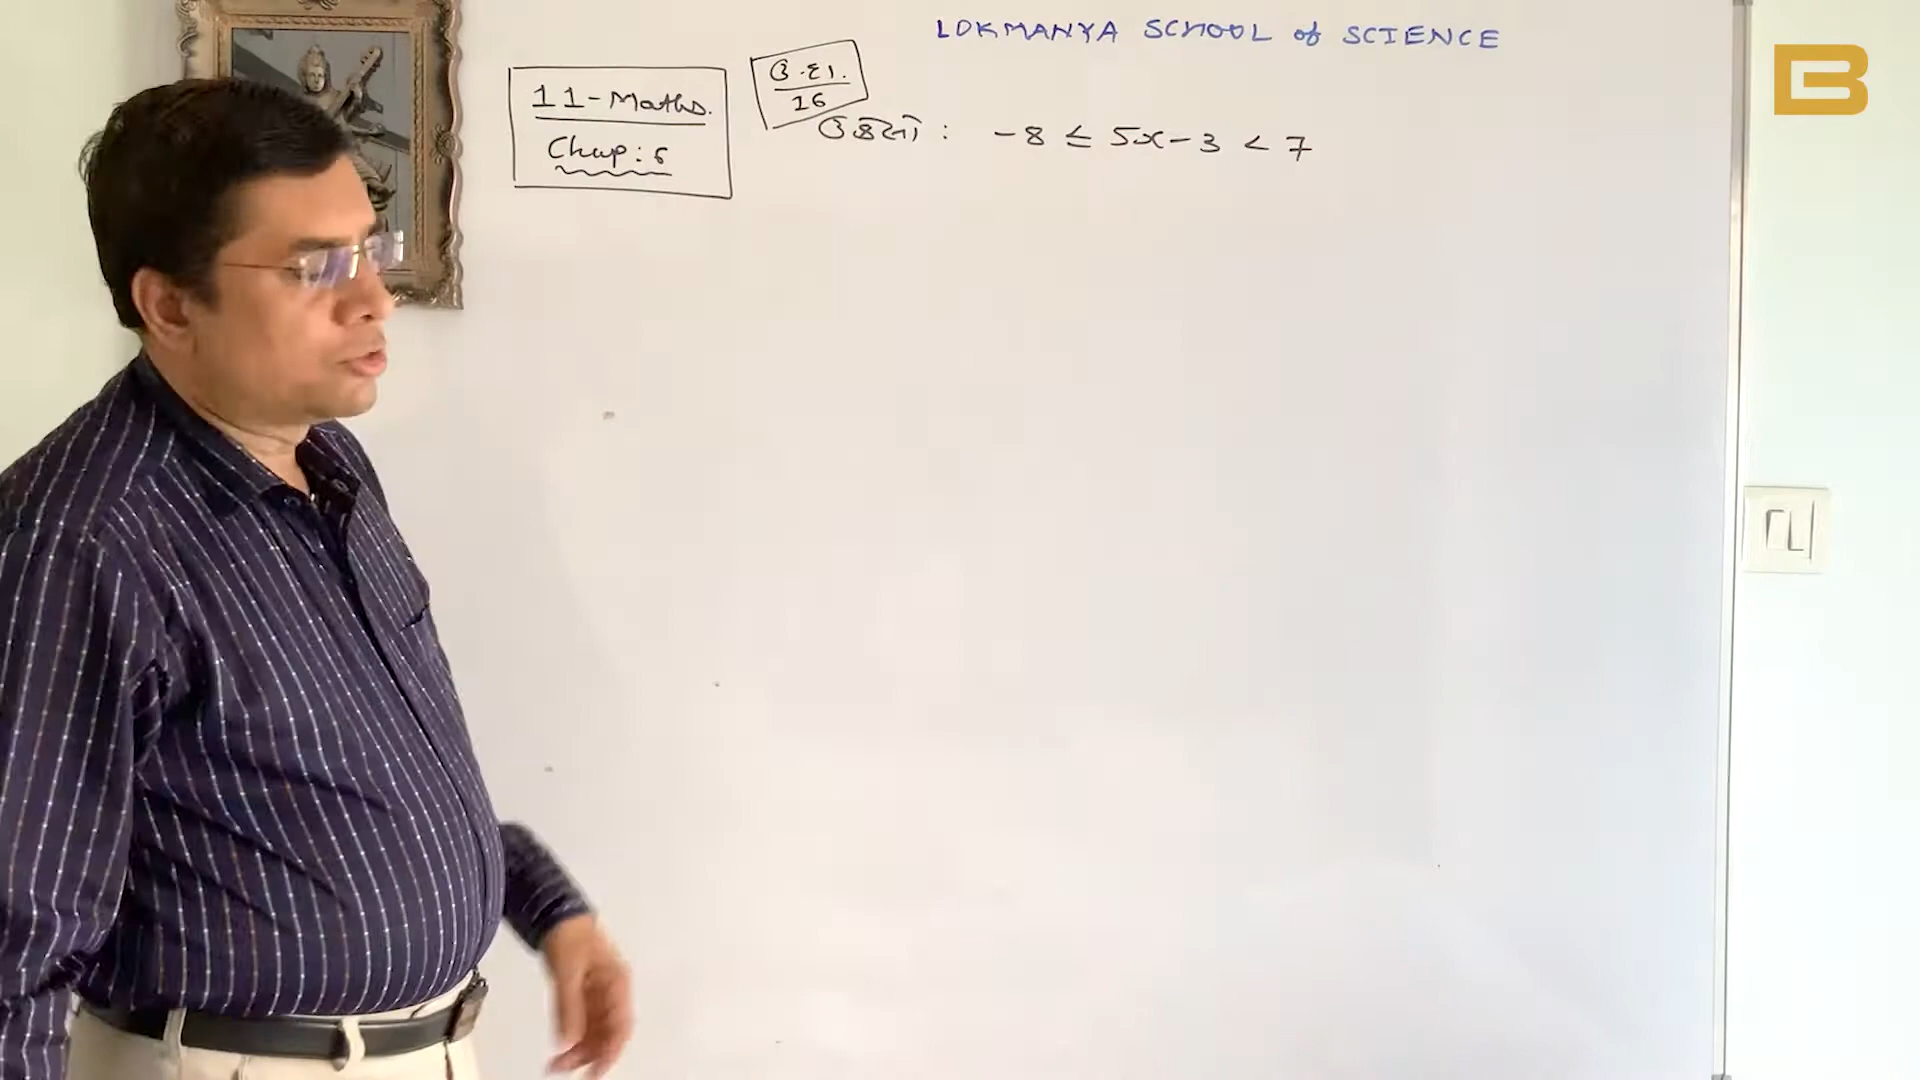 LOKMANYA SCHOOL of SCIENCE
11-Maths.
Chap: 6
ઉ.દા.
16
ઉકેલો : -8 ≤ 5x - 3 < 7